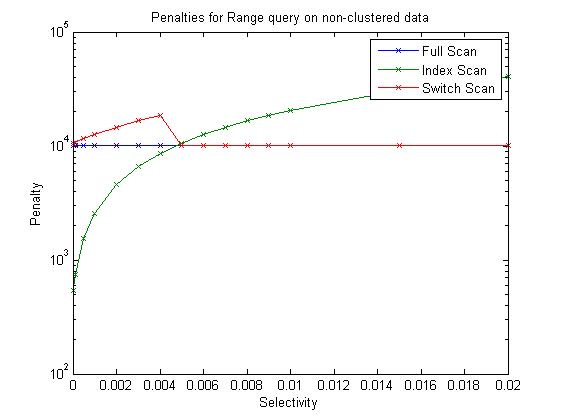 Penalties for Range query on non-clustered data
10^5
10^4
10^3
10^2
Penalty
Full Scan
Index Scan
Switch Scan
0 0.002 0.004 0.006 0.008 0.01 0.012 0.014 0.016 0.018 0.02
Selectivity